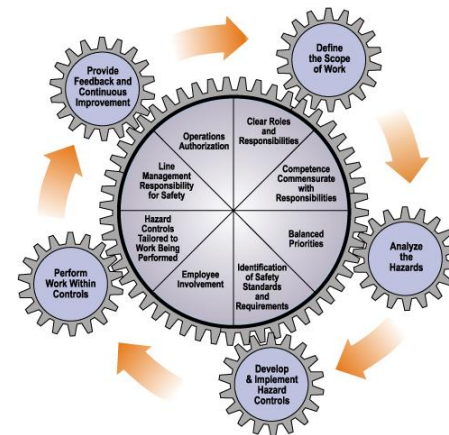 Provide
Feedback and
Continuous
Improvement
Define
the Scope
of Work
Analyze
the
Hazards
Develop
& Implement
Hazard
Controls
Perform
Work Within
Controls
Operations
Authorization
Clear Roles
and
Responsibilities
Competence
Commensurate
with
Responsibilities
Balanced
Priorities
Identification
of Safety
Standards
and
Requirements
Employee
Involvement
Hazard
Controls
Tailored to
Work Being
Performed
Line
Management
Responsibility
for Safety